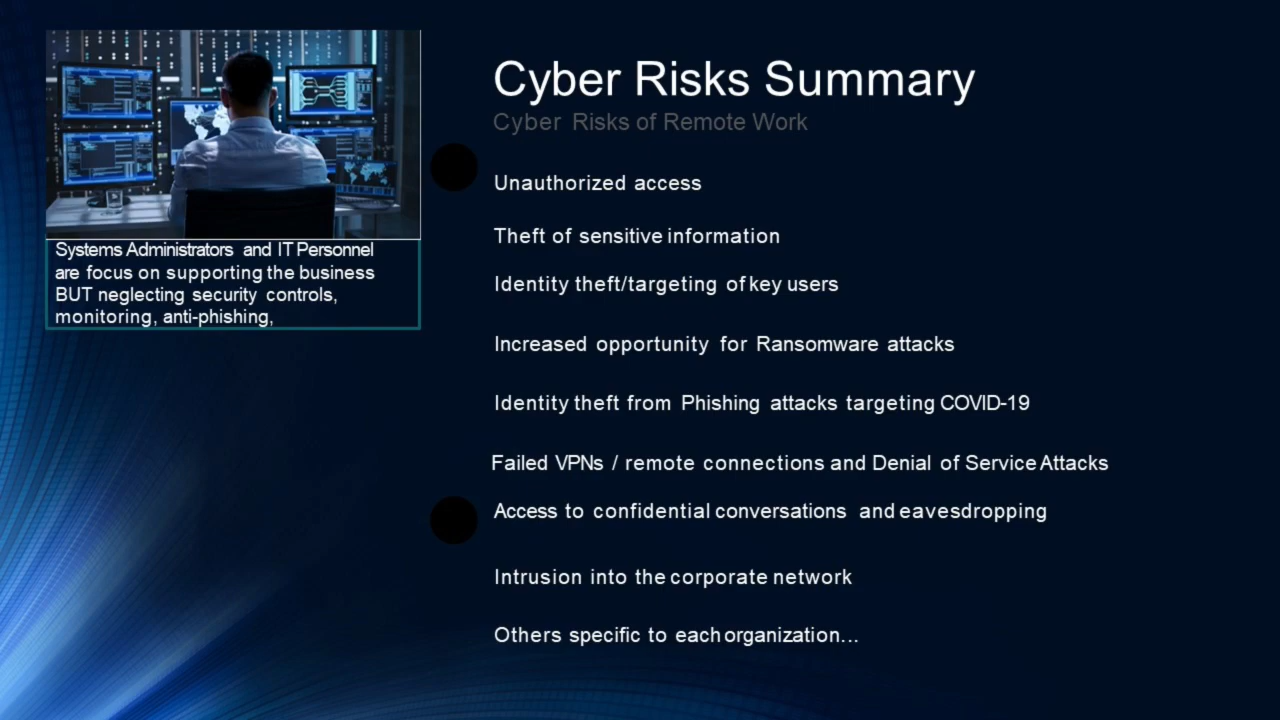 Cyber Risks Summary
Cyber Risks of Remote Work
Systems Administrators and IT Personnel
are focus on supporting the business
BUT neglecting security controls,
monitoring, anti-phishing,
Unauthorized access
Theft of sensitive information
Identity theft/targeting of key users
Increased opportunity for Ransomware attacks
Identity theft from Phishing attacks targeting COVID-19
Failed VPNs / remote connections and Denial of Service Attacks
Access to confidential conversations and eavesdropping
Intrusion into the corporate network
Others specific to each organization...